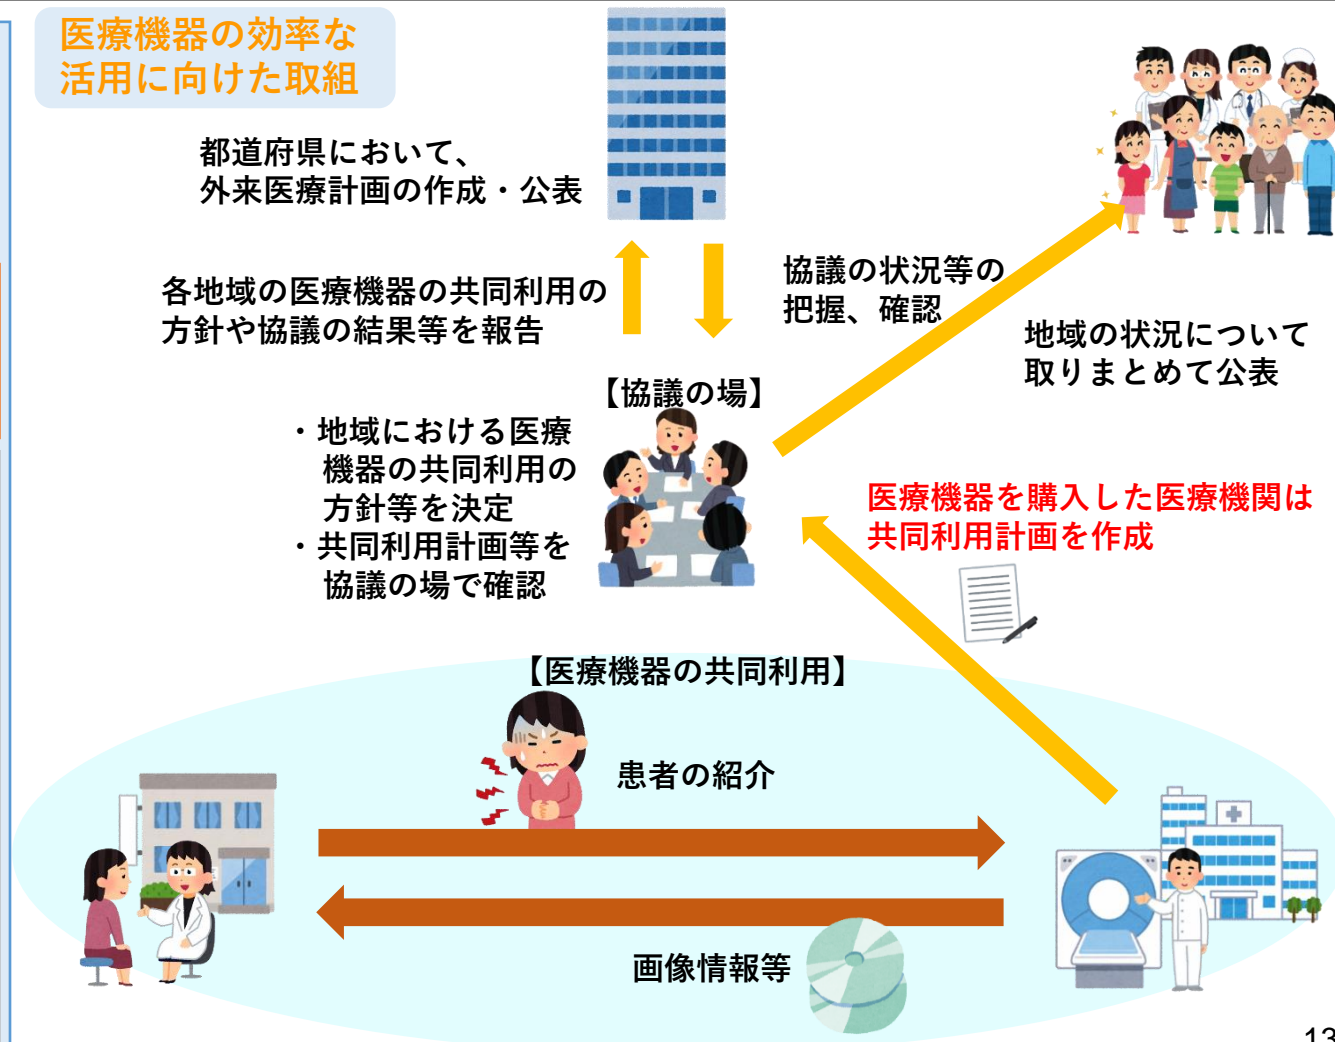 医療機器の効率な
活用に向けた取組
都道府県において、
外来医療計画の作成・公表
各地域の医療機器の共同利用の
方針や協議の結果等を報告
協議の状況等の
把握、確認
地域の状況について
取りまとめて公表
【協議の場】
・地域における医療
機器の共同利用の
方針等を決定
・共同利用計画等を
協議の場で確認
医療機器を購入した医療機関は
共同利用計画を作成
【医療機器の共同利用】
患者の紹介
画像情報等
13